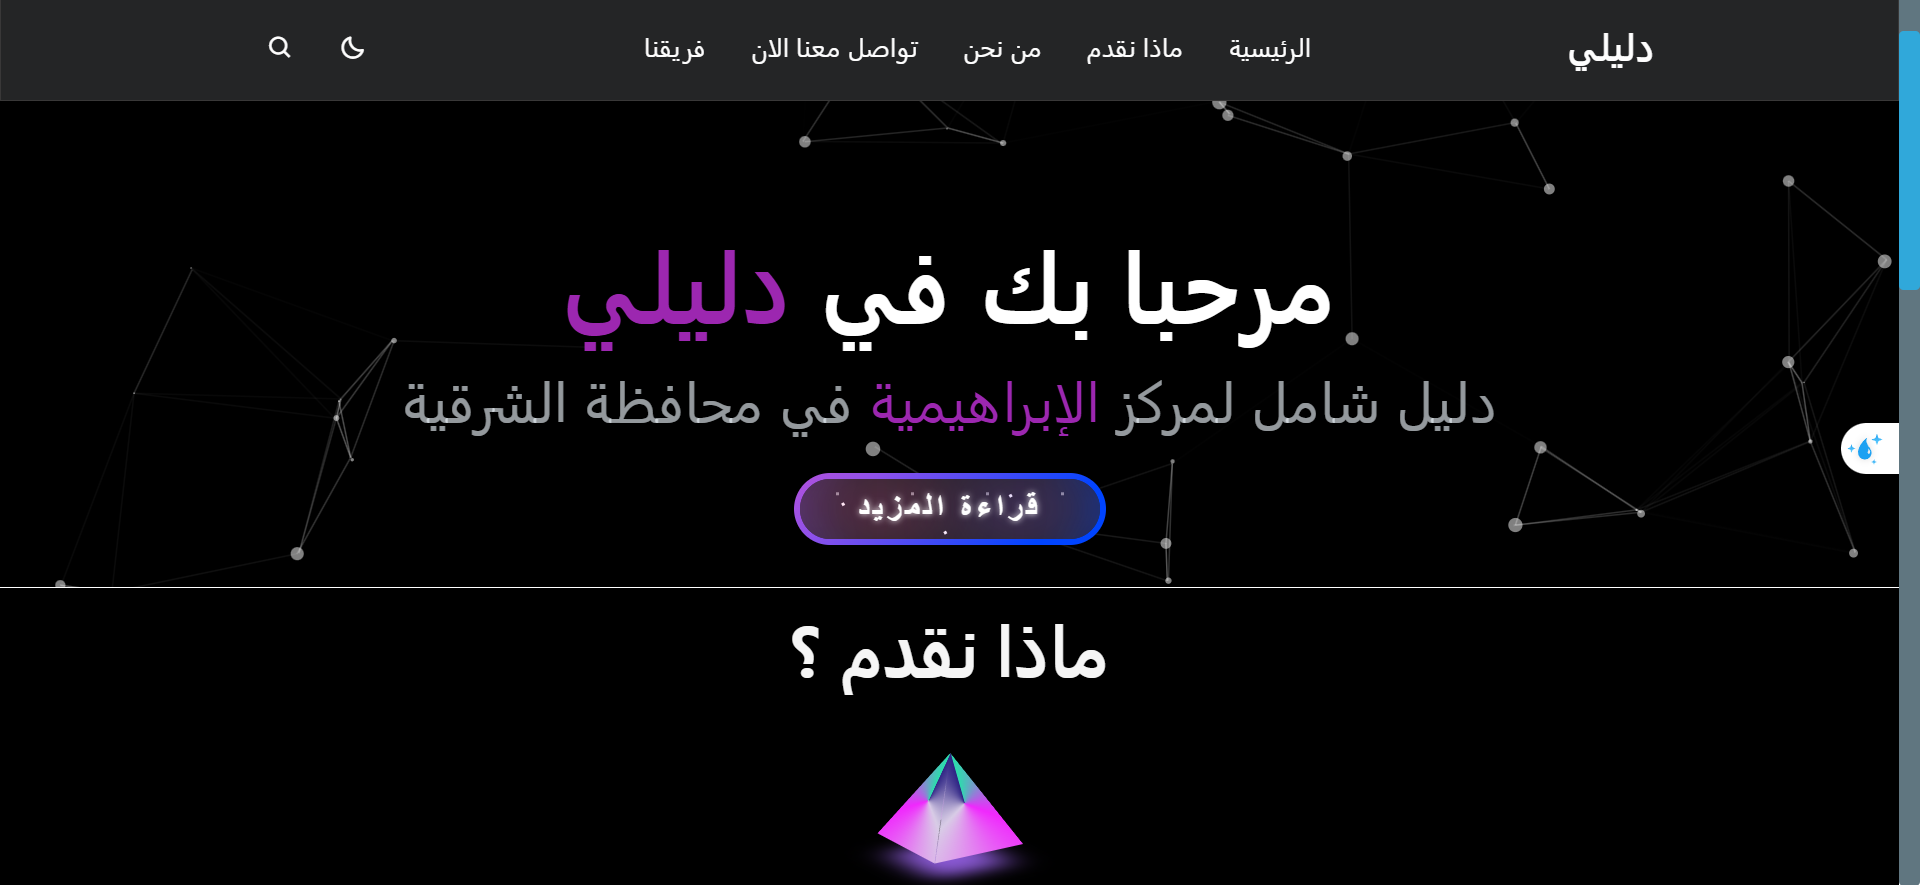 دليلي
الرئيسية
ماذا نقدم
من نحن
تواصل معنا الان
فريقنا
مرحبا بك في دليلي
دليل شامل لمركز الإبراهيمية في محافظة الشرقية
قراءة المزيد
ماذا نقدم ؟